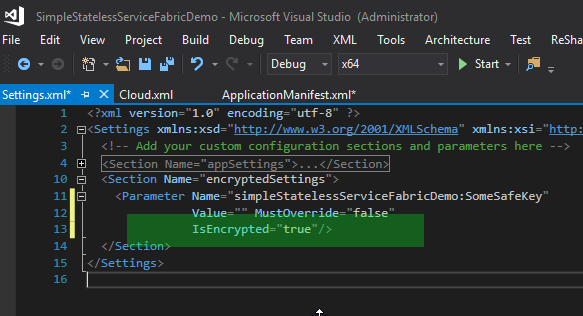 SimpleStatelessServiceFabricDemo - Microsoft Visual Studio (Administrator)
File Edit View Project Build Debug Team XML Tools Architecture Test ReSha
Debug x64 Start
Settings.xml* Cloud.xml ApplicationManifest.xml*
1 <?xml version="1.0" encoding="utf-8" ?>
2 <Settings xmlns:xsd="http://www.w3.org/2001/XMLSchema" xmlns:xsi="http:
3 <!-- Add your custom configuration sections and parameters here -->
4 <Section Name="appSettings">...</Section>
10 <Section Name="encryptedSettings">
11 <Parameter Name="simpleStatelessServiceFabricDemo:SomeSafeKey"
12 Value="" MustOverride="false"
13 IsEncrypted="true"/>
14 </Section>
15 </Settings>
16